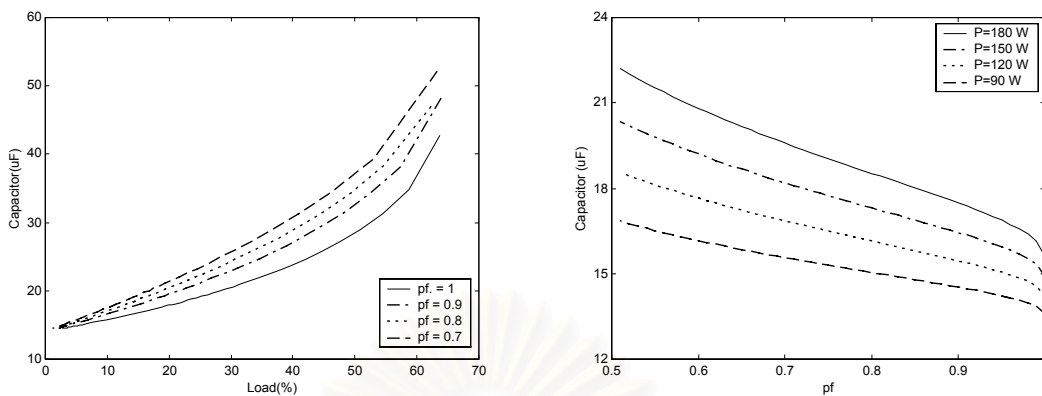 60
50
40
30
20
10
Capacitor(uF)
0
10
20
30
40
50
60
70
Load(%)
pf. = 1
pf = 0.9
pf = 0.8
pf = 0.7
24
21
18
15
12
Capacitor (uF)
0.5
0.6
0.7
0.8
0.9
pf
P=180 W
P=150 W
P=120 W
P=90 W